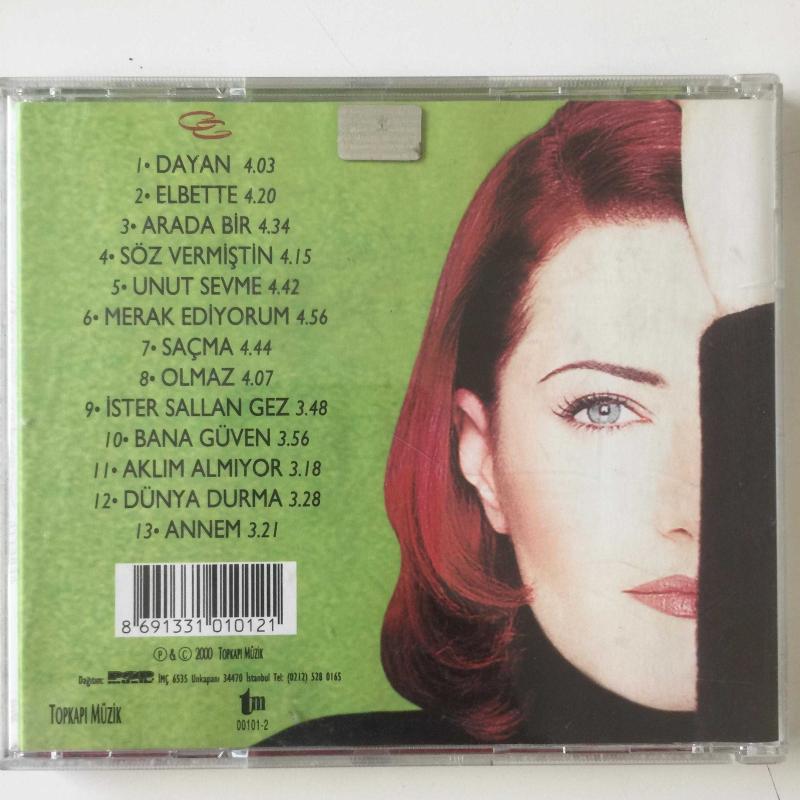 1• DAYAN 4.03
2• ELBETTE 4.20
3• ARADA BİR 4.34
4• SÖZ VERMİŞTİN 4.15
5• UNUT SEVME 4.42
6• MERAK EDİYORUM 4.56
7• SAÇMA 4.44
8• OLMAZ 4.07
9• İSTER SALLAN GEZ 3.48
10• BANA GÜVEN 3.56
11• AKLIM ALMIYOR 3.18
12• DÜNYA DURMA 3.28
13• ANNEM 3.21
8 691331 010121
Ⓟ & © 2000 TOPKAPI MÜZİK
Dağıtım: İMÇ 6535 Unkapanı 34470 İstanbul Tel: (0212) 528 0165
TOPKAPI MÜZİK
tm
00101-2